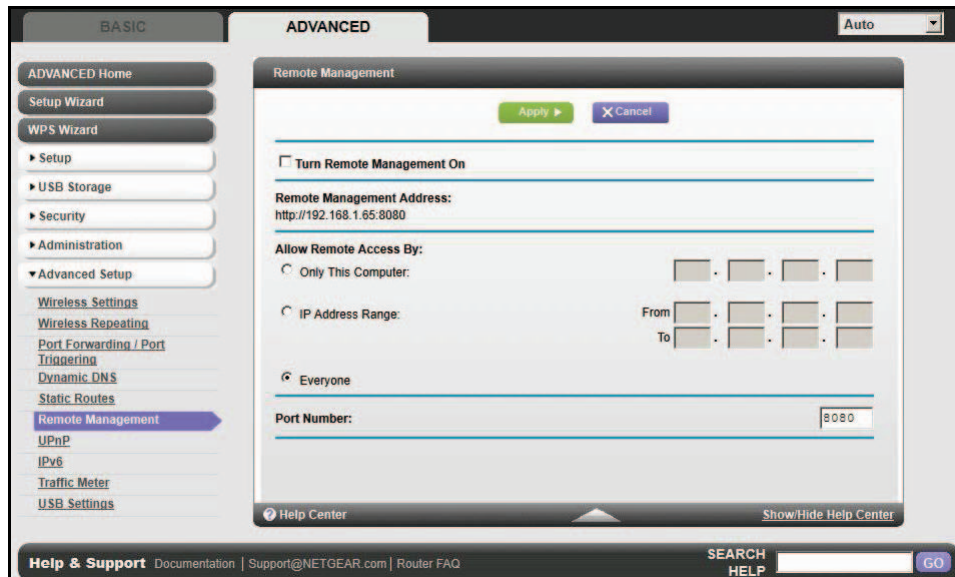 BASIC
ADVANCED
Auto
ADVANCED Home
Setup Wizard
WPS Wizard
Setup
USB Storage
Security
Administration
Advanced Setup
Wireless Settings
Wireless Repeating
Port Forwarding / Port
Triggering
Dynamic DNS
Static Routes
Remote Management
UPnP
IPv6
Traffic Meter
USB Settings
Remote Management
Apply
X Cancel
Turn Remote Management On
Remote Management Address:
http://192.168.1.65:8080
Allow Remote Access By:
Only This Computer:
. . .
IP Address Range:
From . . .
To . . .
Everyone
Port Number:
8080
? Help Center
Show/Hide Help Center
Help & Support Documentation | Support@NETGEAR.com | Router FAQ
SEARCH
HELP
GO